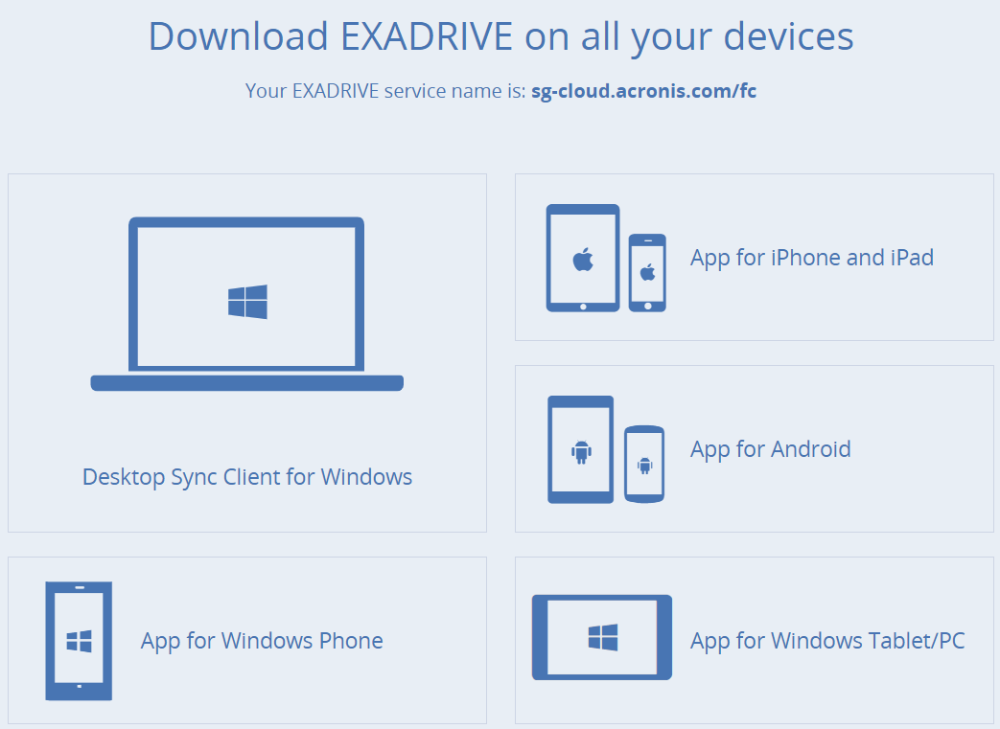 Download EXADRIVE on all your devices
Your EXADRIVE service name is: sg-cloud.acronis.com/fc
Desktop Sync Client for Windows
App for iPhone and iPad
App for Android
App for Windows Phone
App for Windows Tablet/PC